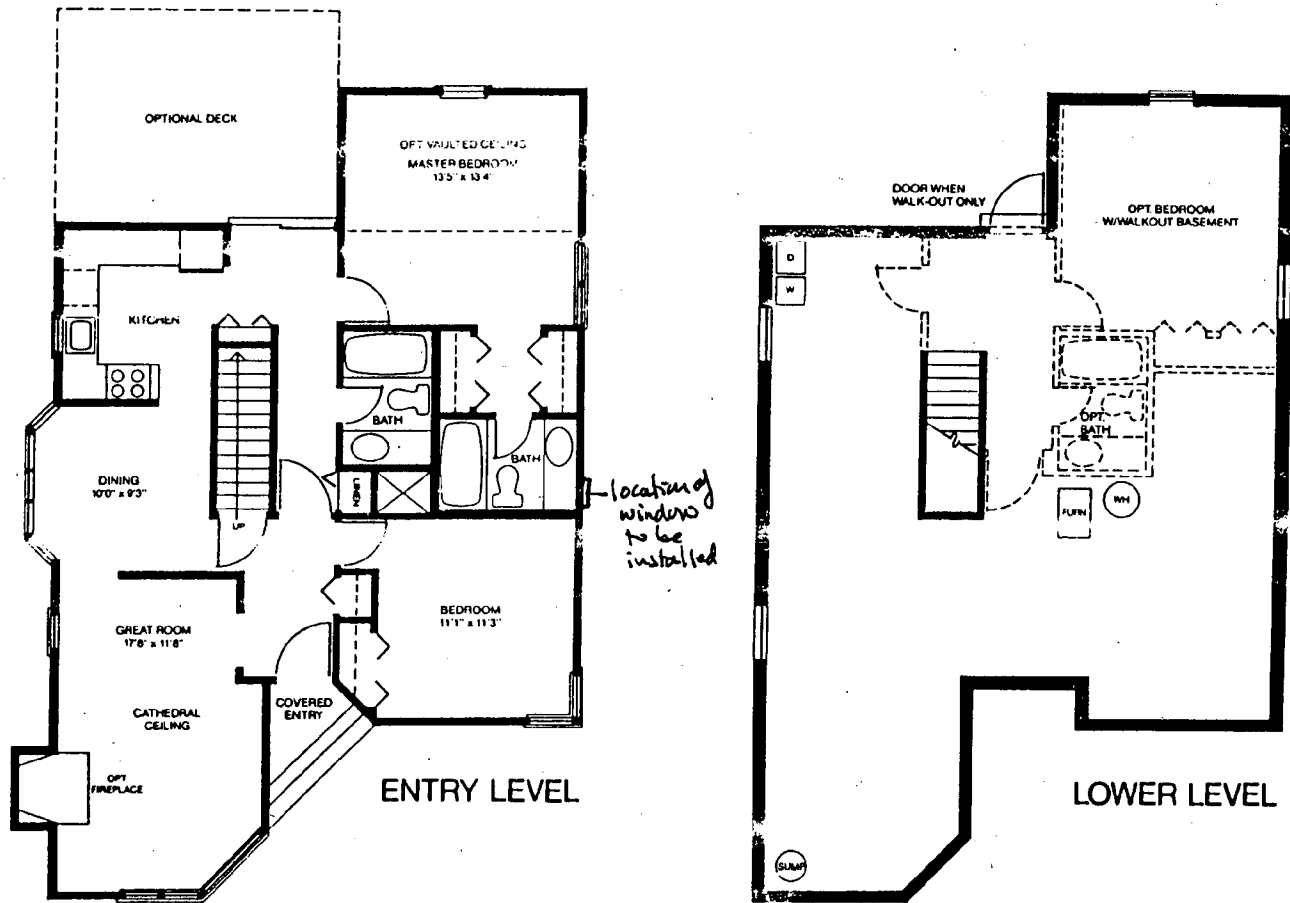 OPTIONAL DECK
OPT. VAULTED CEILING
MASTER BEDROOM
13'5" x 13'4"
KITCHEN
BATH
BATH
LINEN
DINING
10'0" x 9'3"
UP
location of
window
to be
installed
GREAT ROOM
17'8" x 11'8"
BEDROOM
11'1" x 11'3"
CATHEDRAL
CEILING
COVERED
ENTRY
OPT
FIREPLACE
ENTRY LEVEL
DOOR WHEN
WALK-OUT ONLY
OPT. BEDROOM
W/WALKOUT BASEMENT
D
W
OPT.
BATH
FURN
WH
SUMP
LOWER LEVEL